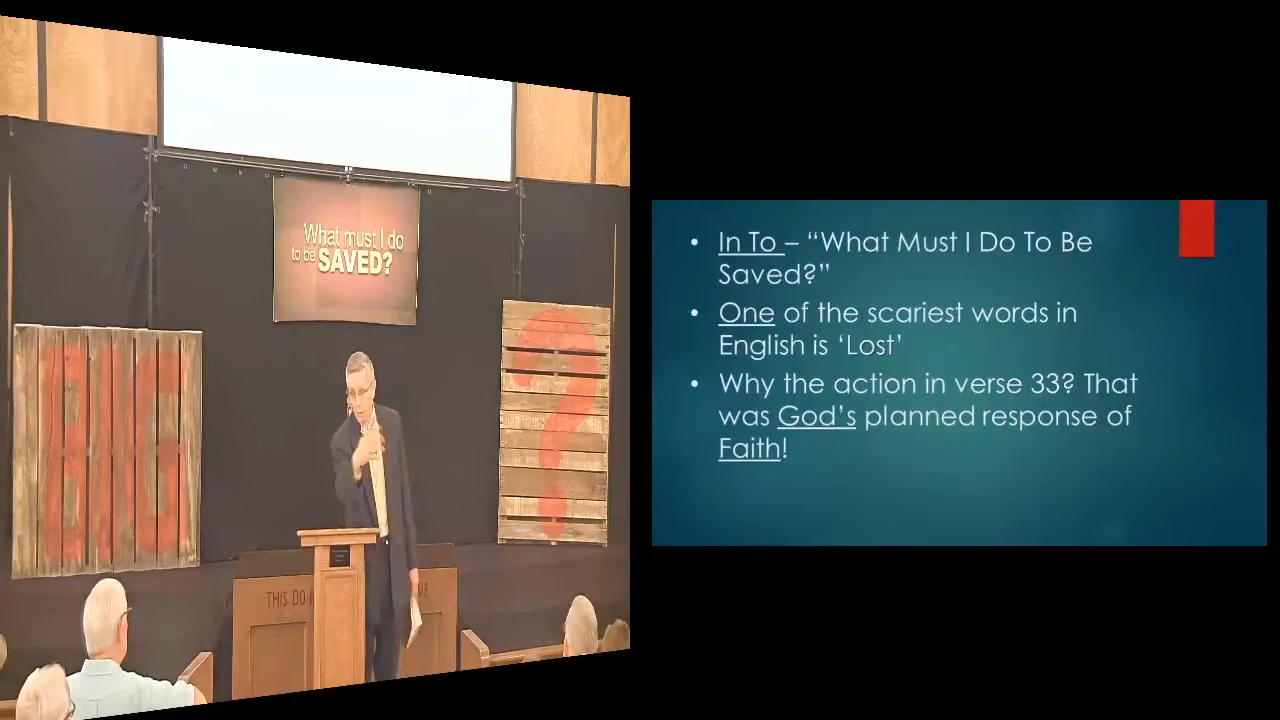 What must I do
to be SAVED?
BIG
?
THIS DO I
ME
• In To – “What Must I Do To Be
Saved?”
• One of the scariest words in
English is ‘Lost’
• Why the action in verse 33? That
was God’s planned response of
Faith!